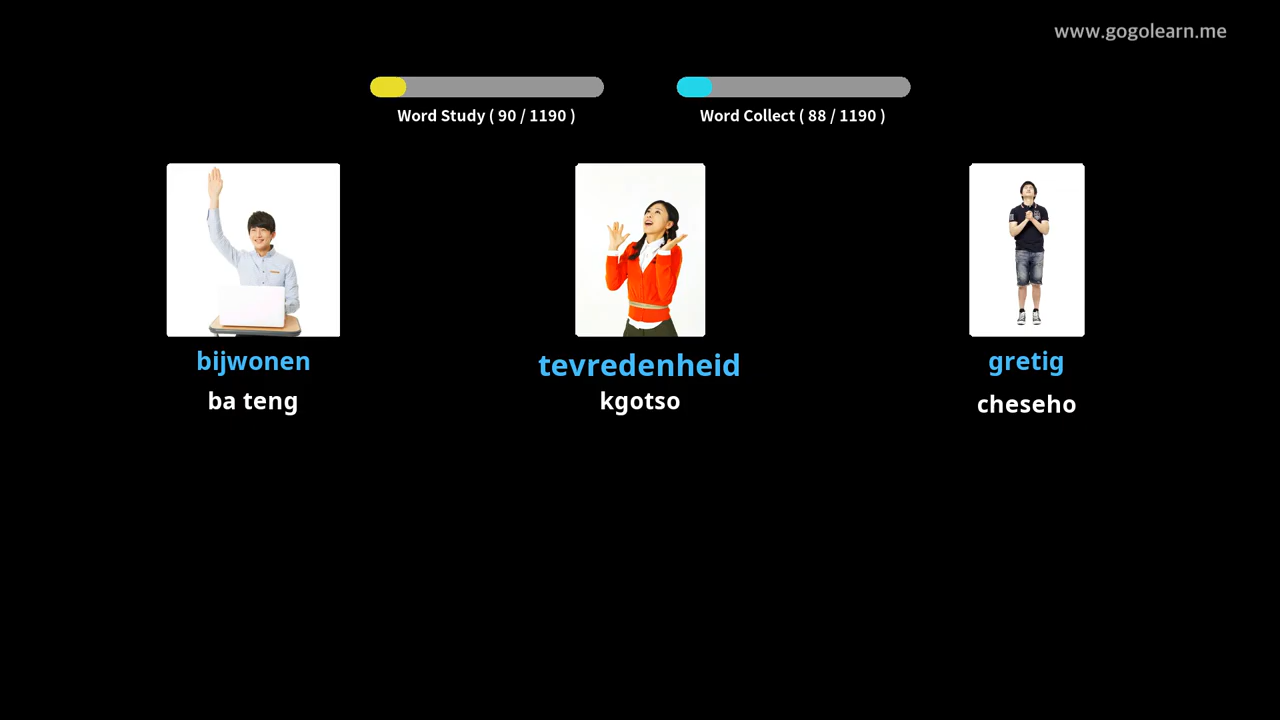 www.gogolearn.me
Word Study ( 90 / 1190 )
Word Collect ( 88 / 1190 )
bijwonen
ba teng
tevredenheid
kgotso
gretig
cheseho